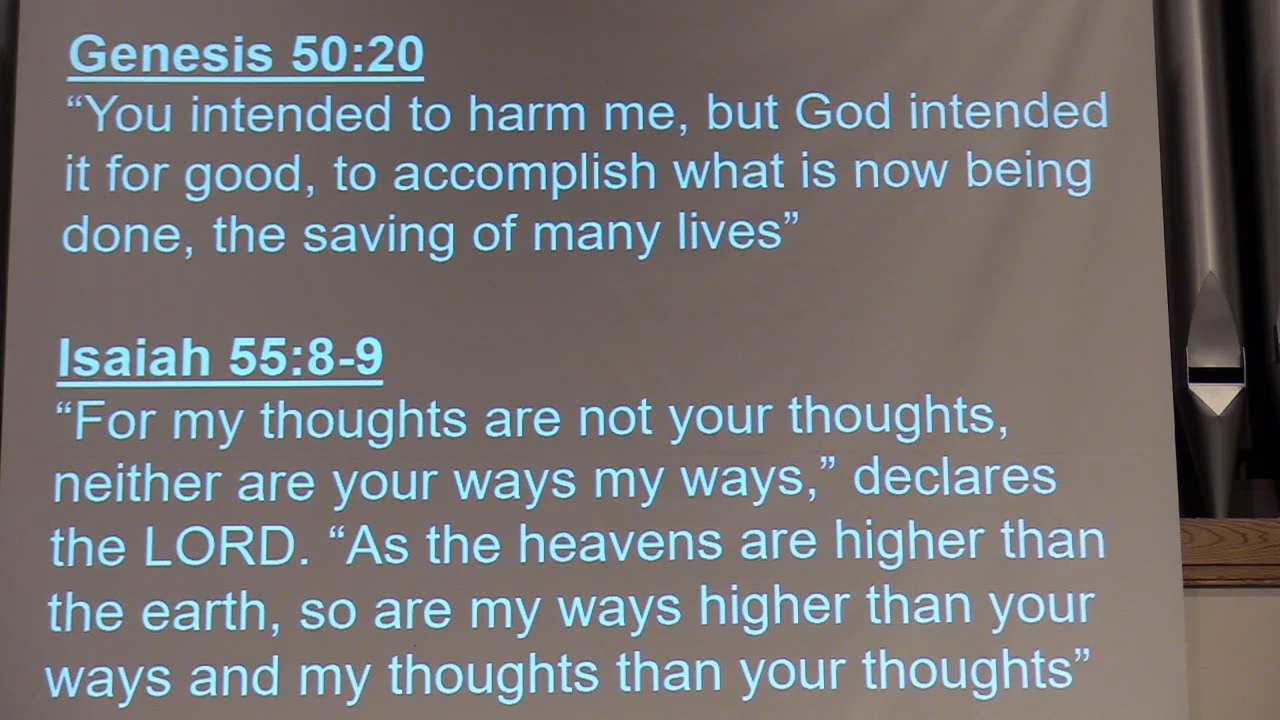 Genesis 50:20
“You intended to harm me, but God intended
it for good, to accomplish what is now being
done, the saving of many lives”
Isaiah 55:8-9
“For my thoughts are not your thoughts,
neither are your ways my ways,” declares
the LORD. “As the heavens are higher than
the earth, so are my ways higher than your
ways and my thoughts than your thoughts”